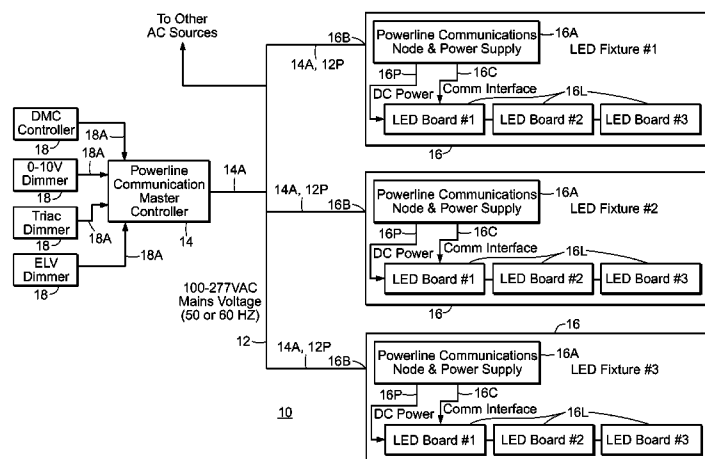 To Other
AC Sources
DMC
Controller
18
18A
0-10V
Dimmer
18
18A
Triac
Dimmer
18
18A
ELV
Dimmer
18
18A
Powerline
Communication
Master
Controller
14
14A
100-277VAC
Mains Voltage
(50 or 60 HZ)
12
10
14A, 12P
16B
Powerline Communications
Node & Power Supply
16A
LED Fixture #1
16P
16C
DC Power
Comm Interface
16L
LED Board #1
LED Board #2
LED Board #3
16
14A, 12P
16B
Powerline Communications
Node & Power Supply
16A
LED Fixture #2
16P
16C
DC Power
Comm Interface
16L
LED Board #1
LED Board #2
LED Board #3
16
16
14A, 12P
16B
Powerline Communications
Node & Power Supply
16A
LED Fixture #3
16P
16C
DC Power
Comm Interface
16L
LED Board #1
LED Board #2
LED Board #3